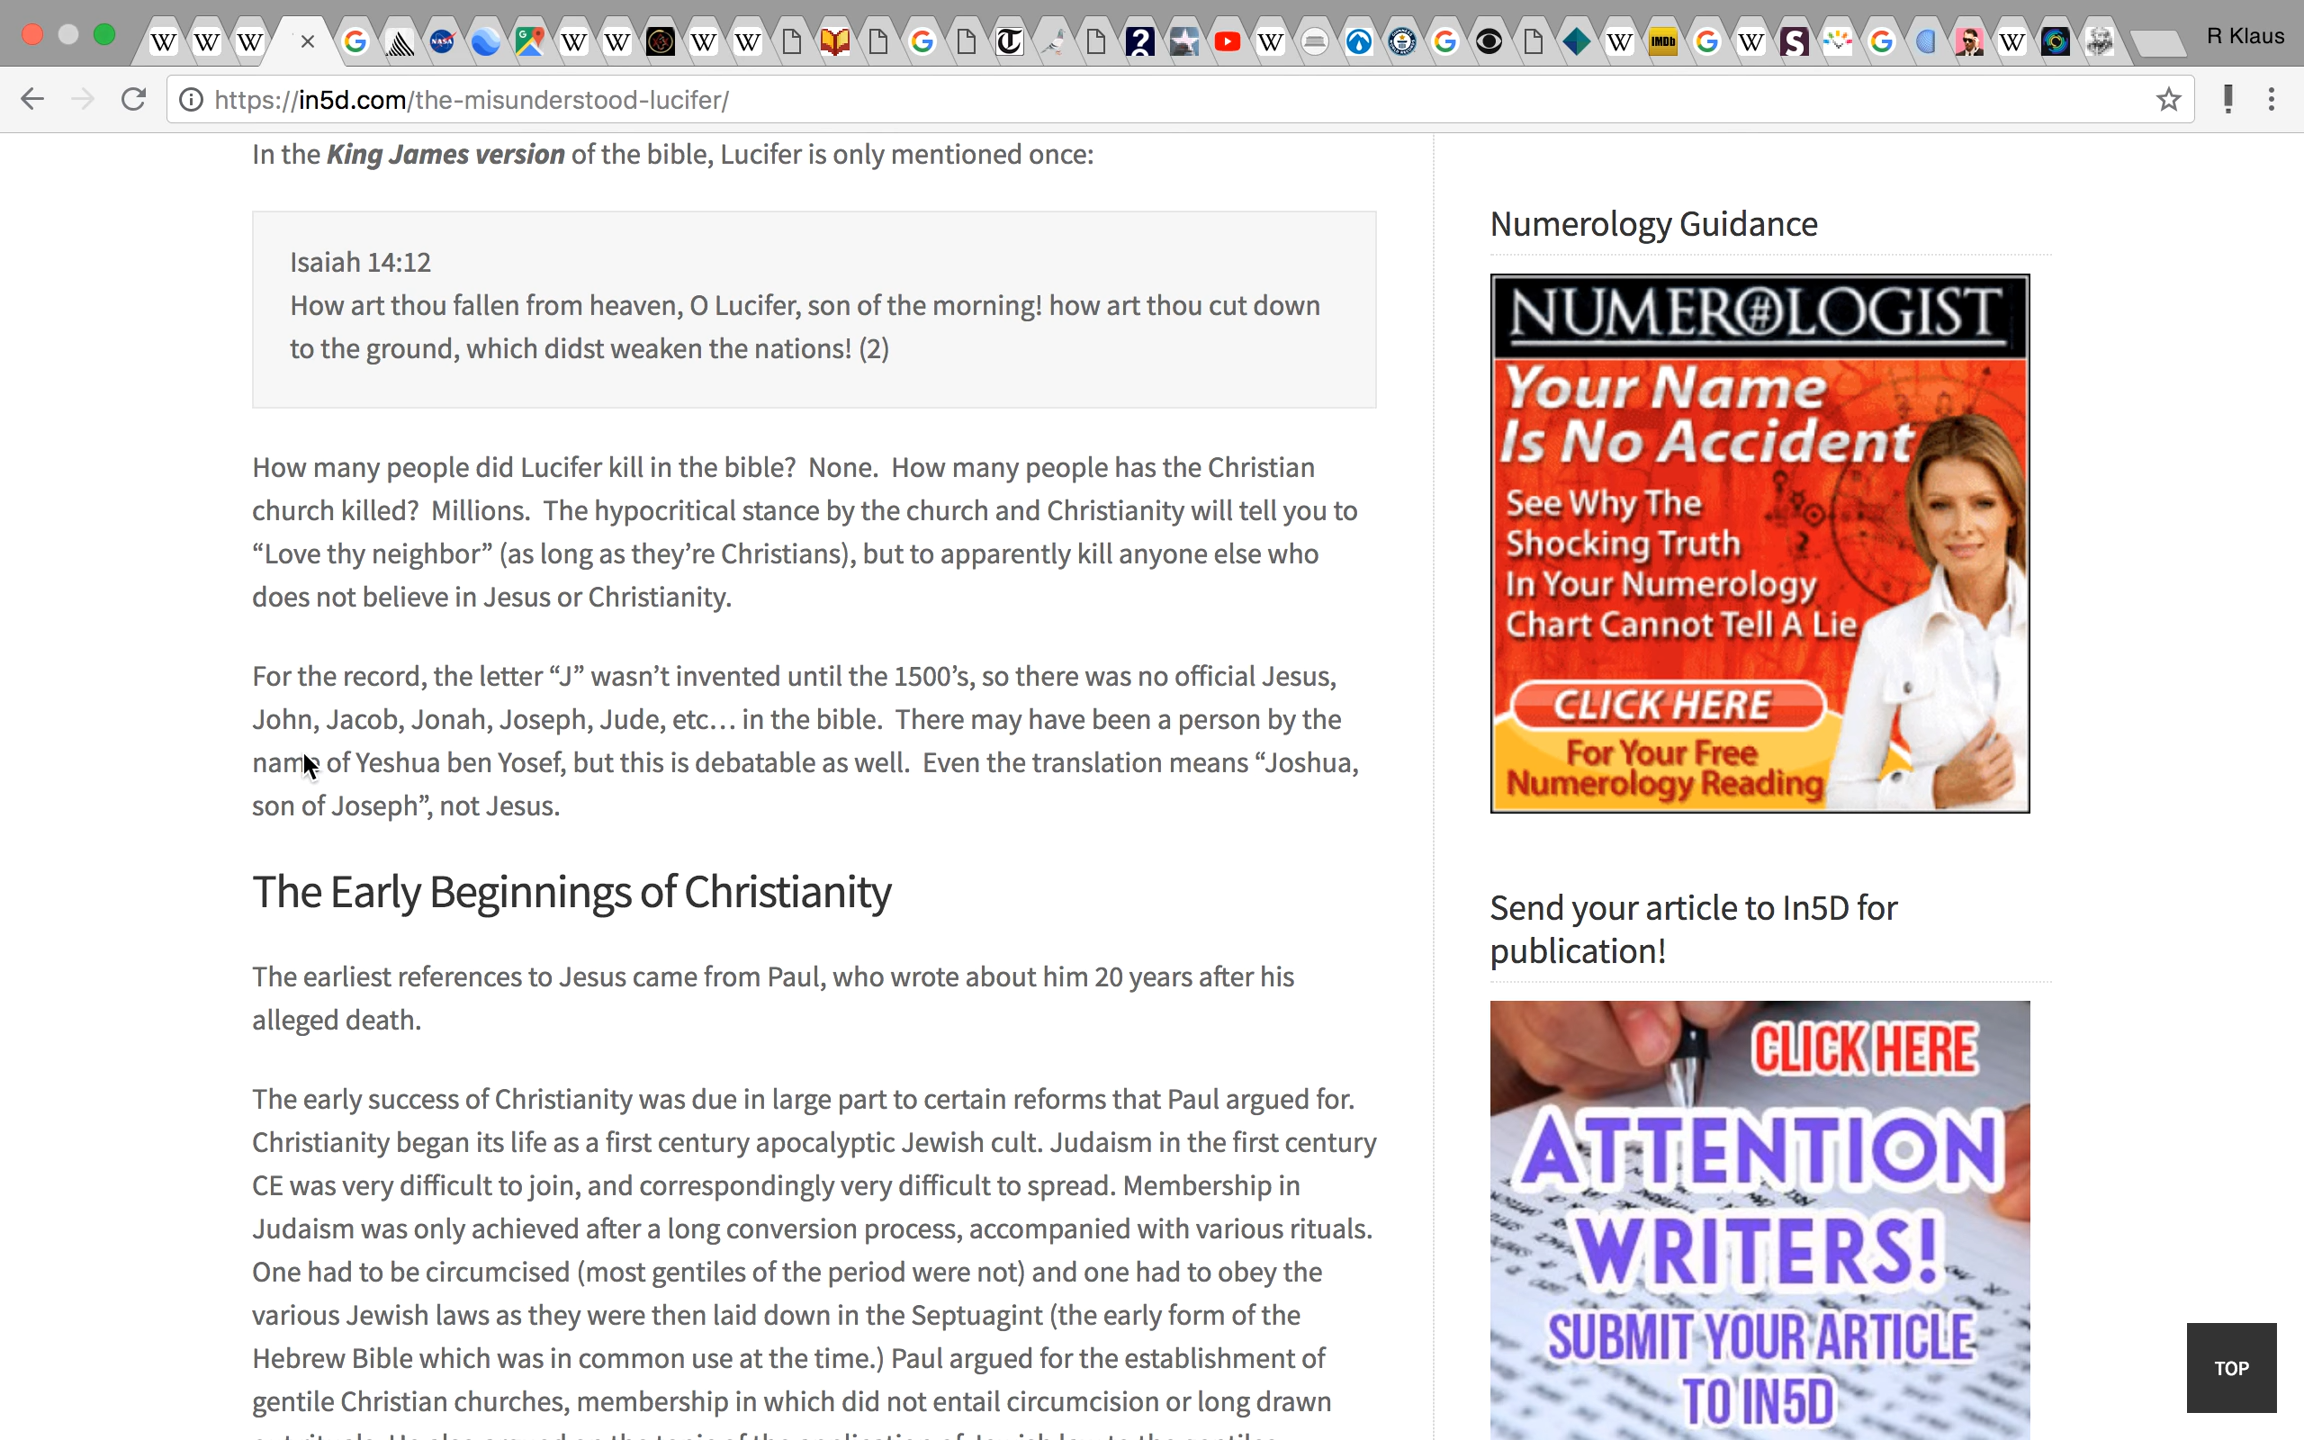 R Klaus
https://in5d.com/the-misunderstood-lucifer/
In the King James version of the bible, Lucifer is only mentioned once:
Isaiah 14:12
How art thou fallen from heaven, O Lucifer, son of the morning! how art thou cut down
to the ground, which didst weaken the nations! (2)
How many people did Lucifer kill in the bible?  None.  How many people has the Christian
church killed?  Millions.  The hypocritical stance by the church and Christianity will tell you to
“Love thy neighbor” (as long as they’re Christians), but to apparently kill anyone else who
does not believe in Jesus or Christianity.
For the record, the letter “J” wasn’t invented until the 1500’s, so there was no official Jesus,
John, Jacob, Jonah, Joseph, Jude, etc… in the bible.  There may have been a person by the
name of Yeshua ben Yosef, but this is debatable as well.  Even the translation means “Joshua,
son of Joseph”, not Jesus.
The Early Beginnings of Christianity
The earliest references to Jesus came from Paul, who wrote about him 20 years after his
alleged death.
The early success of Christianity was due in large part to certain reforms that Paul argued for.
Christianity began its life as a first century apocalyptic Jewish cult. Judaism in the first century
CE was very difficult to join, and correspondingly very difficult to spread. Membership in
Judaism was only achieved after a long conversion process, accompanied with various rituals.
One had to be circumcised (most gentiles of the period were not) and one had to obey the
various Jewish laws as they were then laid down in the Septuagint (the early form of the
Hebrew Bible which was in common use at the time.) Paul argued for the establishment of
gentile Christian churches, membership in which did not entail circumcision or long drawn
Numerology Guidance
NUMER#LOGIST
Your Name
Is No Accident
See Why The
Shocking Truth
In Your Numerology
Chart Cannot Tell A Lie
CLICK HERE
For Your Free
Numerology Reading
Send your article to In5D for
publication!
CLICK HERE
ATTENTION
WRITERS!
SUBMIT YOUR ARTICLE
TO IN5D
TOP